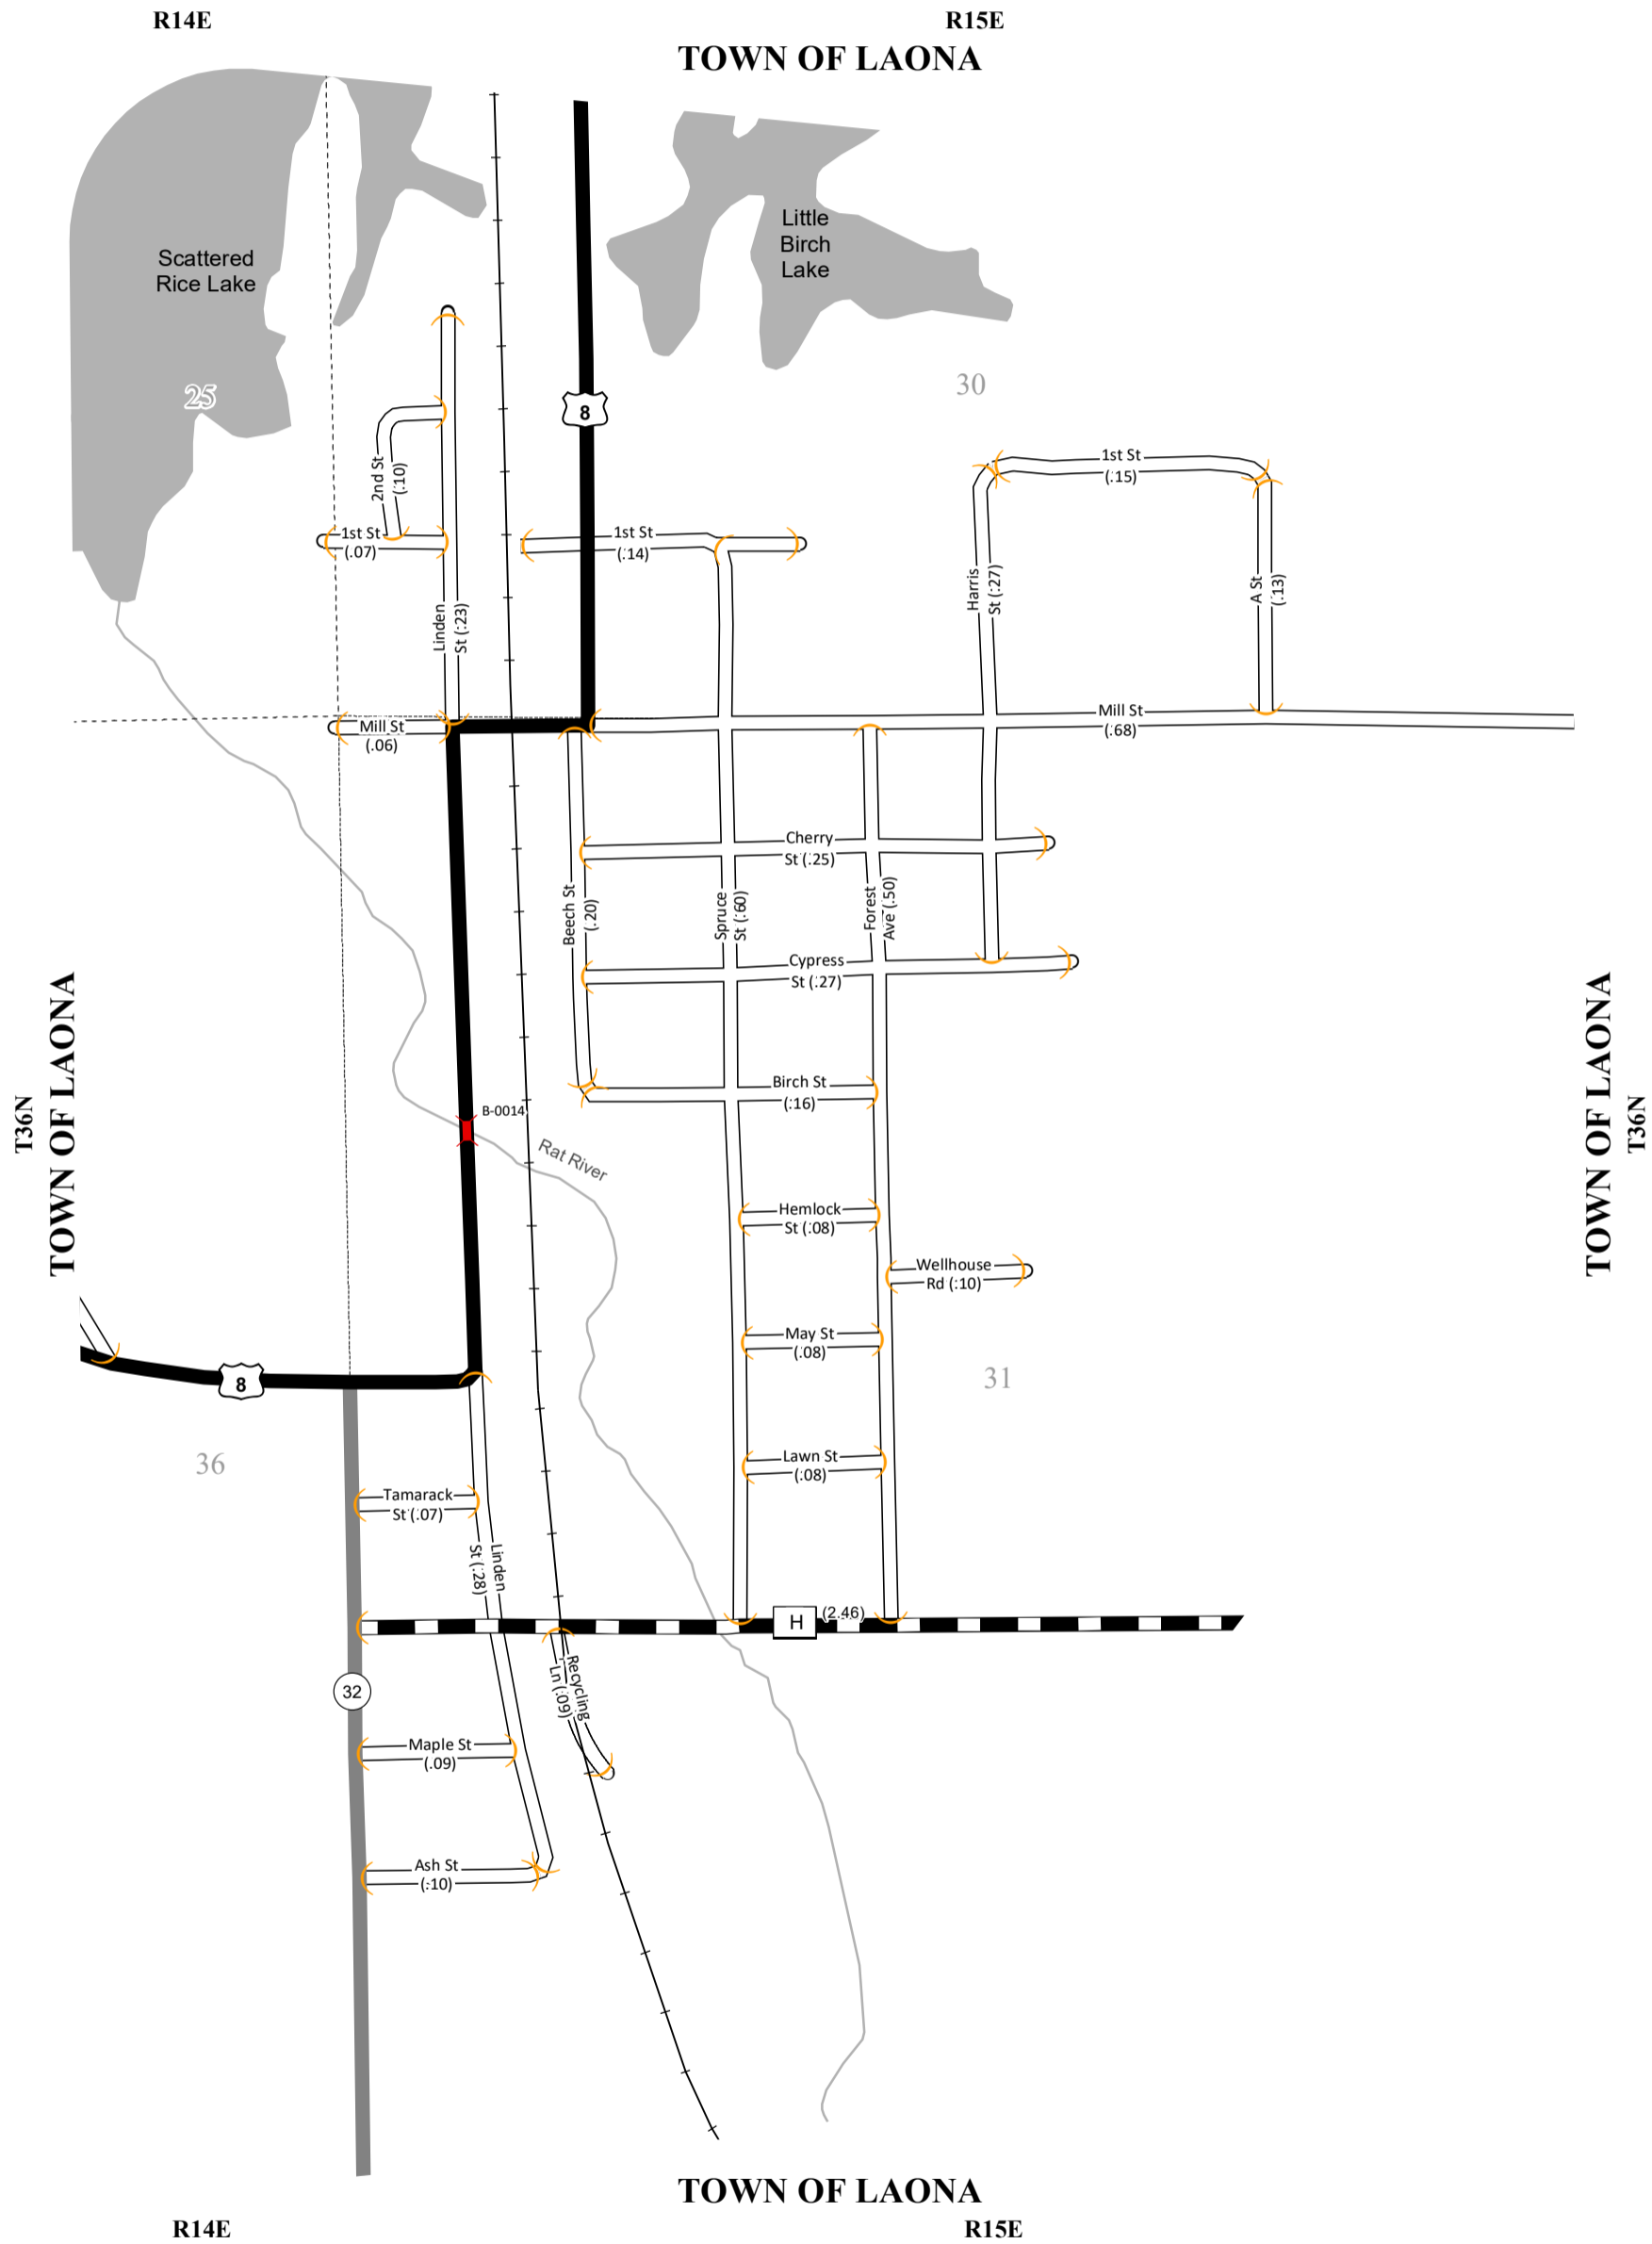 R14E
R15E
TOWN OF LAONA
Scattered
Rice Lake
Little
Birch
Lake
25
30
8
2nd St
(.10)
1st St
(.15)
1st St
(.07)
1st St
(.14)
Linden
St (.23)
Harris
St (.27)
A St
(.13)
Mill St
(.06)
Mill St
(.68)
Cherry
St (.25)
Beech St
(.20)
Spruce
St (.60)
Forest
Ave (.50)
Cypress
St (.27)
TOWN OF LAONA
T36N
TOWN OF LAONA
T36N
Birch St
(.16)
B-0014
Rat River
Hemlock
St (.08)
Wellhouse
Rd (.10)
May St
(.08)
8
31
36
Lawn St
(.08)
Tamarack
St (.07)
Linden
St (.28)
H
(2.46)
32
Recycling
Ln (.09)
Maple St
(.09)
Ash St
(.10)
TOWN OF LAONA
R14E
R15E